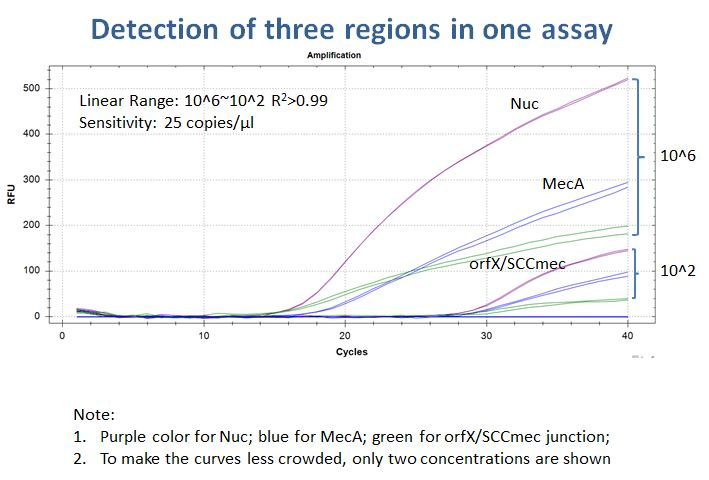 Detection of three regions in one assay
Amplification
Linear Range: 10^6~10^2 R2>0.99
Sensitivity: 25 copies/µl
Nuc
MecA
orfX/SCCmec
10^6
10^2
RFU
500
400
300
200
100
0
0
10
20
30
40
Cycles
Note:
1. Purple color for Nuc; blue for MecA; green for orfX/SCCmec junction;
2. To make the curves less crowded, only two concentrations are shown